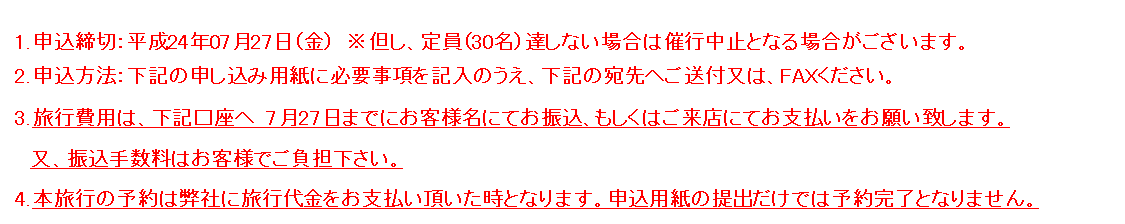 1.申込締切：平成24年07月27日（金）　※但し、定員（30名）達しない場合は催行中止となる場合がございます。
2.申込方法：下記の申し込み用紙に必要事項を記入のうえ、下記の宛先へご送付又は、FAXください。
3.旅行費用は、下記口座へ　7月27日までにお客様名にてお振込、もしくはご来店にてお支払いをお願い致します。
又、振込手数料はお客様でご負担下さい。
4.本旅行の予約は弊社に旅行代金をお支払い頂いた時となります。申込用紙の提出だけでは予約完了となりません。